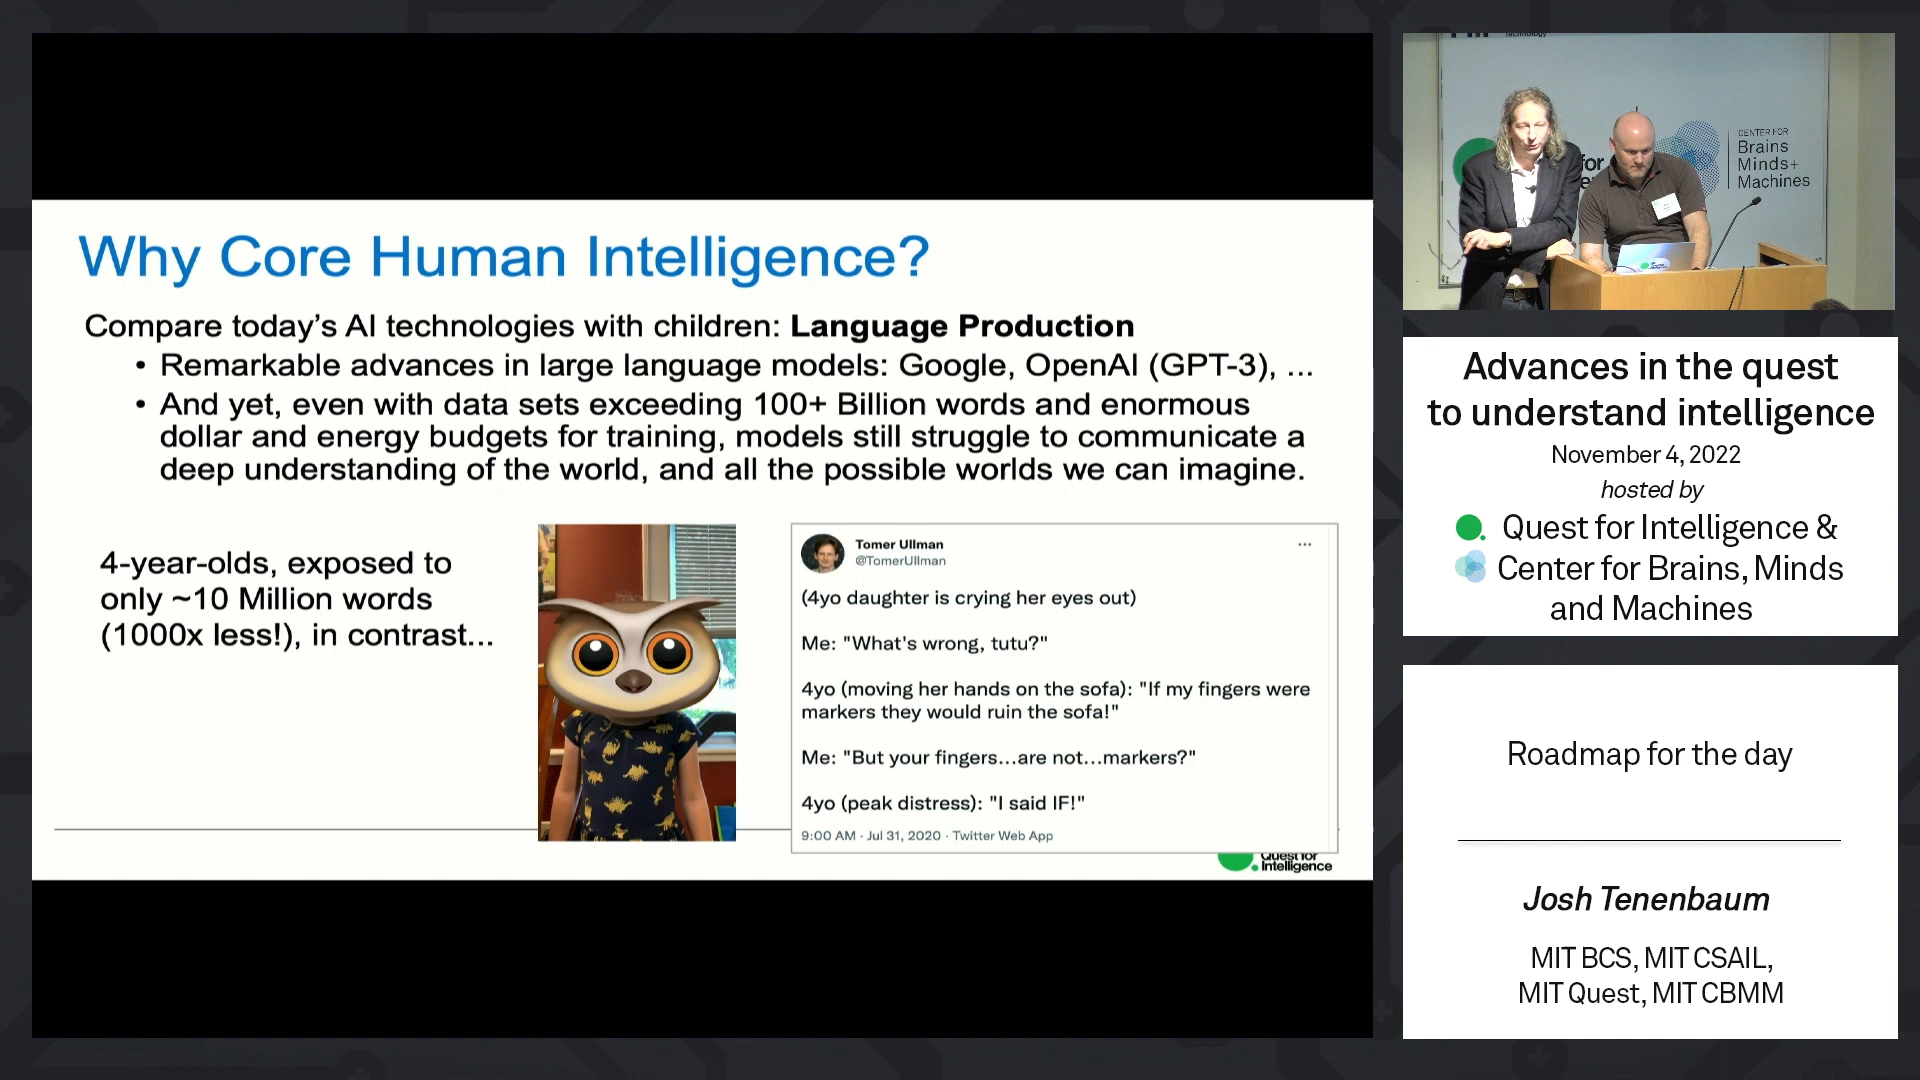 Why Core Human Intelligence?
Compare today's AI technologies with children: Language Production
• Remarkable advances in large language models: Google, OpenAI (GPT-3), ...
• And yet, even with data sets exceeding 100+ Billion words and enormous
dollar and energy budgets for training, models still struggle to communicate a
deep understanding of the world, and all the possible worlds we can imagine.
4-year-olds, exposed to
only ~10 Million words
(1000x less!), in contrast...
Tomer Ullman
@TomerUllman
...
(4yo daughter is crying her eyes out)
Me: "What's wrong, tutu?"
4yo (moving her hands on the sofa): "If my fingers were
markers they would ruin the sofa!"
Me: "But your fingers...are not...markers?"
4yo (peak distress): "I said IF!"
9:00 AM · Jul 31, 2020 · Twitter Web App
Quest for
Intelligence
Technology
for
CENTER FOR
Brains
Minds+
Machines
Advances in the quest
to understand intelligence
November 4, 2022
hosted by
Quest for Intelligence &
Center for Brains, Minds
and Machines
Roadmap for the day
Josh Tenenbaum
MIT BCS, MIT CSAIL,
MIT Quest, MIT CBMM